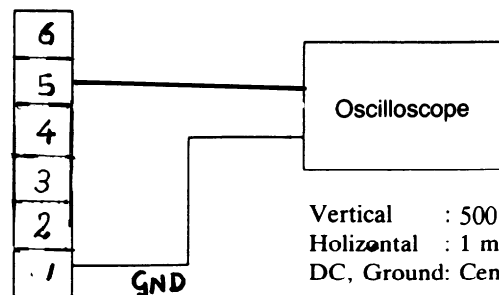 6
5
4
3
2
1
GND
Oscilloscope
Vertical : 500
Holizontal : 1 m
DC, Ground: Cen